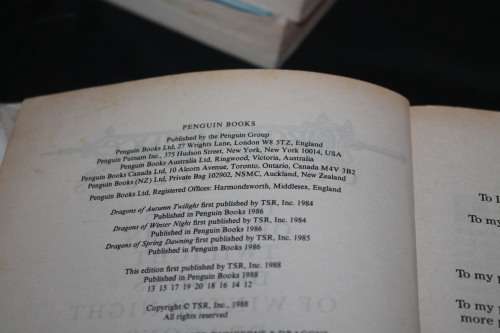 PENGUIN BOOKS
Published by the Penguin Group
Penguin Books Ltd, 27 Wrights Lane, London W8 5TZ, England
Penguin Putnam Inc., 375 Hudson Street, New York, New York 10014, USA
Penguin Books Australia Ltd, Ringwood, Victoria, Australia
Penguin Books Canada Ltd, 10 Alcorn Avenue, Toronto, Ontario, Canada M4V 3B2
Penguin Books (NZ) Ltd, Private Bag 102902, NSMC, Auckland, New Zealand
Penguin Books Ltd, Registered Offices: Harmondsworth, Middlesex, England
Dragons of Autumn Twilight first published by TSR, Inc. 1984
Published in Penguin Books 1986
Dragons of Winter Night first published by TSR, Inc. 1984
Published in Penguin Books 1986
Dragons of Spring Dawning first published by TSR, Inc. 1985
Published in Penguin Books 1986
This edition first published by TSR, Inc. 1988
Published in Penguin Books 1988
13 15 17 19 20 18 16 14 12
Copyright © TSR, Inc., 1988
All rights reserved
To
To my
To my
To my p
more p